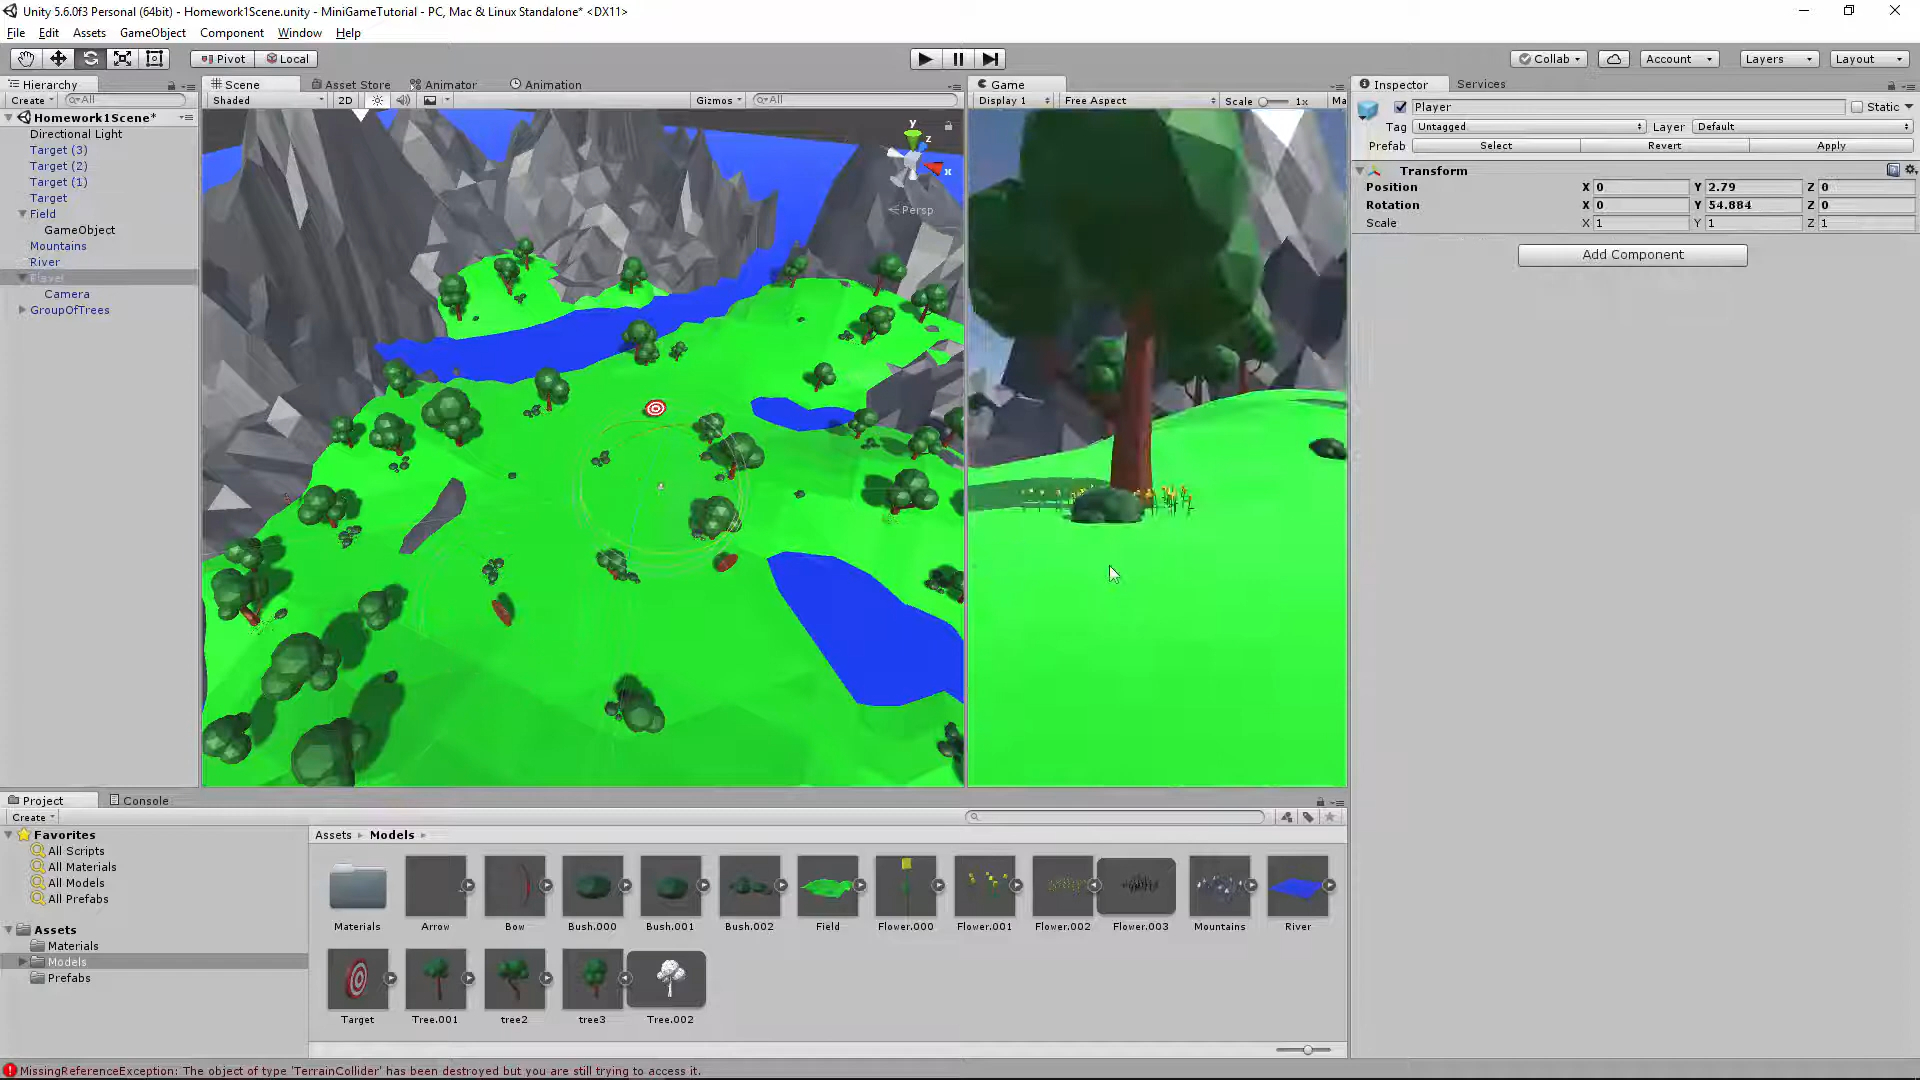 Unity 5.6.0f3 Personal (64bit) - Homework1Scene.unity - MiniGameTutorial - PC, Mac & Linux Standalone* <DX11>
File Edit Assets GameObject Component Window Help
Pivot Local Collab Account Layers Layout
Hierarchy
Create All
Homework1Scene*
Directional Light
Target (3)
Target (2)
Target (1)
Target
Field
GameObject
Mountains
River
Player
Camera
GroupOfTrees
Scene Asset Store Animator Animation
Shaded 2D Gizmos All
y
z
x
Persp
Game
Display 1 Free Aspect Scale 1x Ma
Inspector Services
Player Static
Tag Untagged Layer Default
Prefab Select Revert Apply
Transform
Position X 0 Y 2.79 Z 0
Rotation X 0 Y 54.884 Z 0
Scale X 1 Y 1 Z 1
Add Component
Project Console
Create
Favorites
All Scripts
All Materials
All Models
All Prefabs
Assets
Materials
Models
Prefabs
Assets Models
Materials Arrow Bow Bush.000 Bush.001 Bush.002 Field Flower.000 Flower.001 Flower.002 Flower.003 Mountains River
Target Tree.001 tree2 tree3 Tree.002
MissingReferenceException: The object of type 'TerrainCollider' has been destroyed but you are still trying to access it.